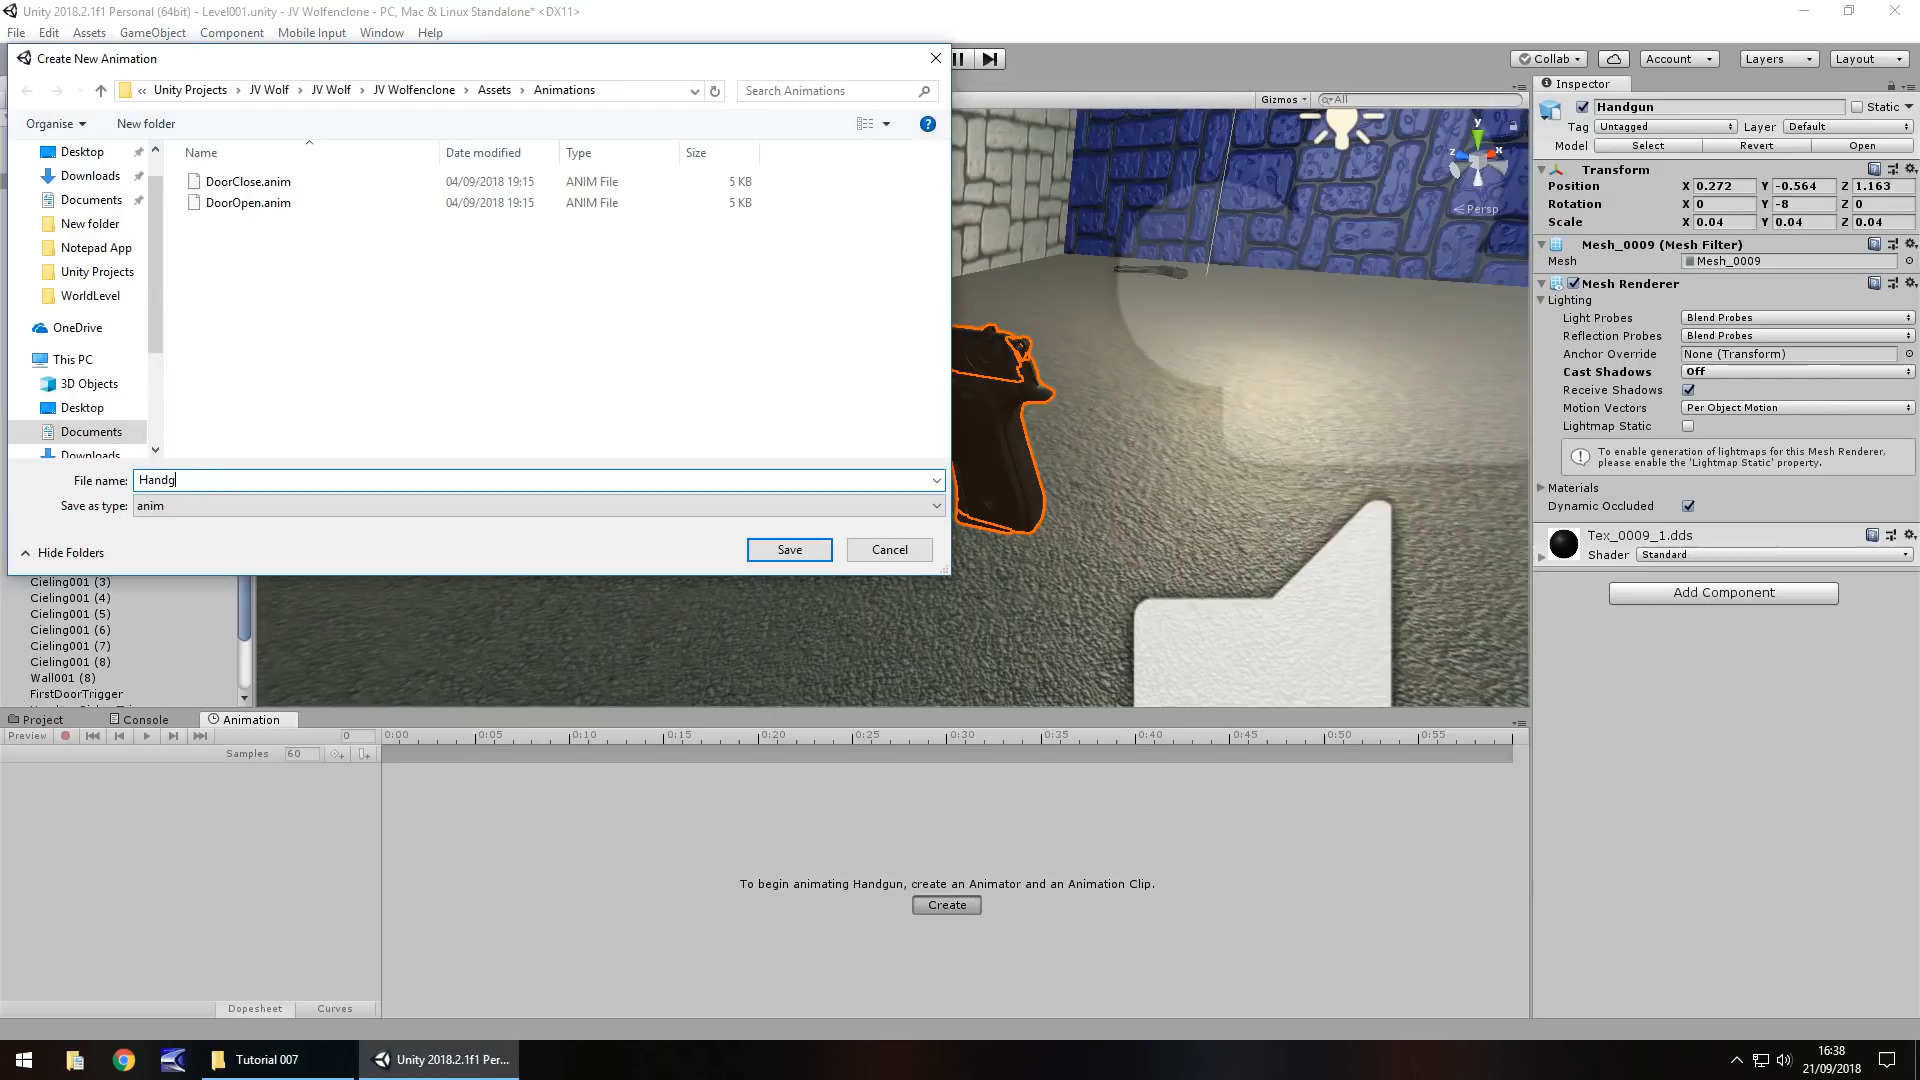 Unity 2018.2.1f1 Personal (64bit) - Level001.unity - JV Wolfenclone - PC, Mac & Linux Standalone* <DX11>
File Edit Assets GameObject Component Mobile Input Window Help
Create New Animation
Collab Account Layers Layout
« Unity Projects > JV Wolf > JV Wolf > JV Wolfenclone > Assets > Animations
Search Animations
Organise New folder
Name Date modified Type Size
Desktop
DoorClose.anim 04/09/2018 19:15 ANIM File 5 KB
Downloads
DoorOpen.anim 04/09/2018 19:15 ANIM File 5 KB
Documents
New folder
Notepad App
Unity Projects
WorldLevel
OneDrive
This PC
3D Objects
Desktop
Documents
Downloads
File name: Handg
Save as type: anim
Hide Folders
Save Cancel
Gizmos All
y
x
z
Persp
Inspector
Handgun Static
Tag Untagged Layer Default
Model Select Revert Open
Transform
Position X 0.272 Y -0.564 Z 1.163
Rotation X 0 Y -8 Z 0
Scale X 0.04 Y 0.04 Z 0.04
Mesh_0009 (Mesh Filter)
Mesh Mesh_0009
Mesh Renderer
Lighting
Light Probes Blend Probes
Reflection Probes Blend Probes
Anchor Override None (Transform)
Cast Shadows Off
Receive Shadows
Motion Vectors Per Object Motion
Lightmap Static
To enable generation of lightmaps for this Mesh Renderer, please enable the 'Lightmap Static' property.
Materials
Dynamic Occluded
Tex_0009_1.dds
Shader Standard
Add Component
Cieling001 (3)
Cieling001 (4)
Cieling001 (5)
Cieling001 (6)
Cieling001 (7)
Cieling001 (8)
Wall001 (8)
FirstDoorTrigger
Project Console Animation
Preview 0 0:00 0:05 0:10 0:15 0:20 0:25 0:30 0:35 0:40 0:45 0:50 0:55
Samples 60
To begin animating Handgun, create an Animator and an Animation Clip.
Create
Dopesheet Curves
Tutorial 007
Unity 2018.2.1f1 Per...
16:38
21/09/2018